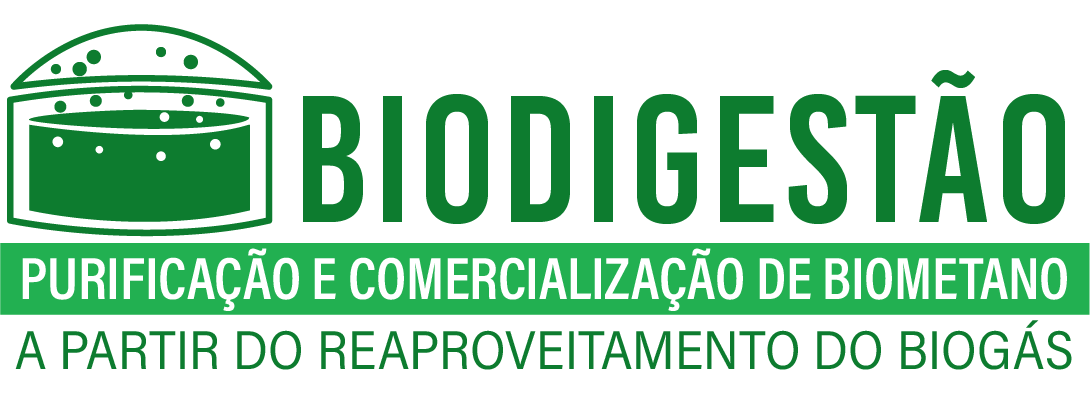 BIODIGESTÃO
PURIFICAÇÃO E COMERCIALIZAÇÃO DE BIOMETANO
A PARTIR DO REAPROVEITAMENTO DO BIOGÁS